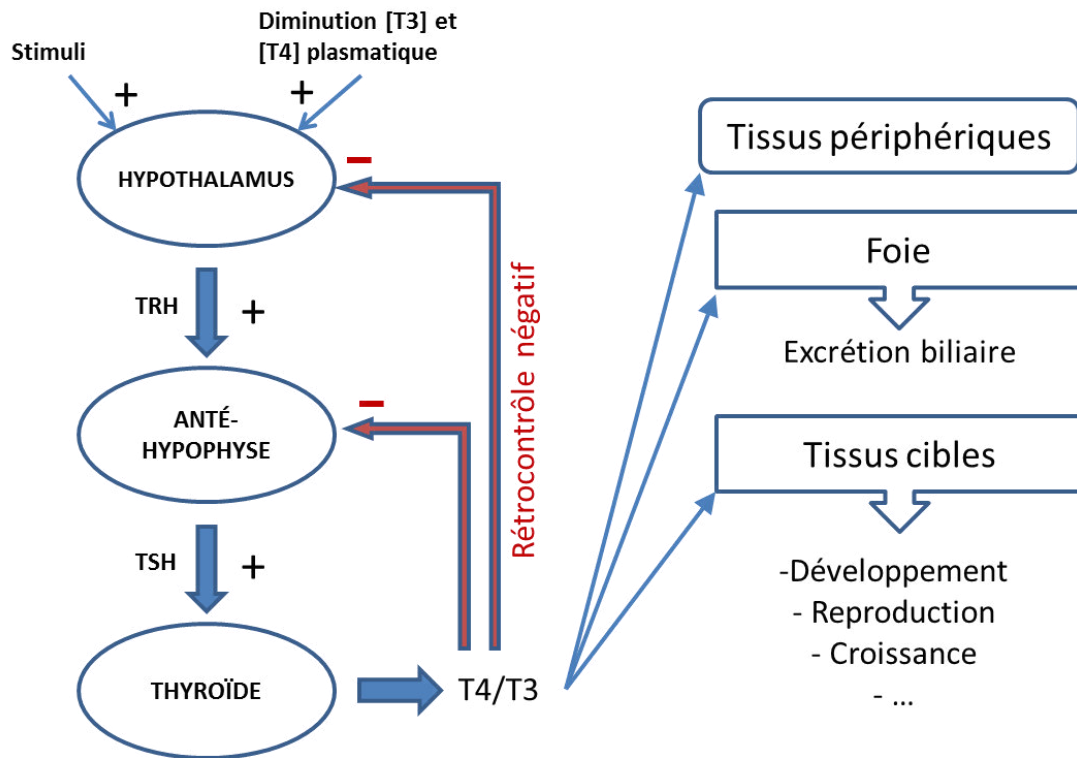 Stimuli
Diminution [T3] et
[T4] plasmatique
+
+
HYPOTHALAMUS
−
TRH
+
ANTÉ-
HYPOPHYSE
−
TSH
+
THYROÏDE
T4/T3
Rétrocontrôle négatif
Tissus périphériques
Foie
Excrétion biliaire
Tissus cibles
-Développement
- Reproduction
- Croissance
- ...